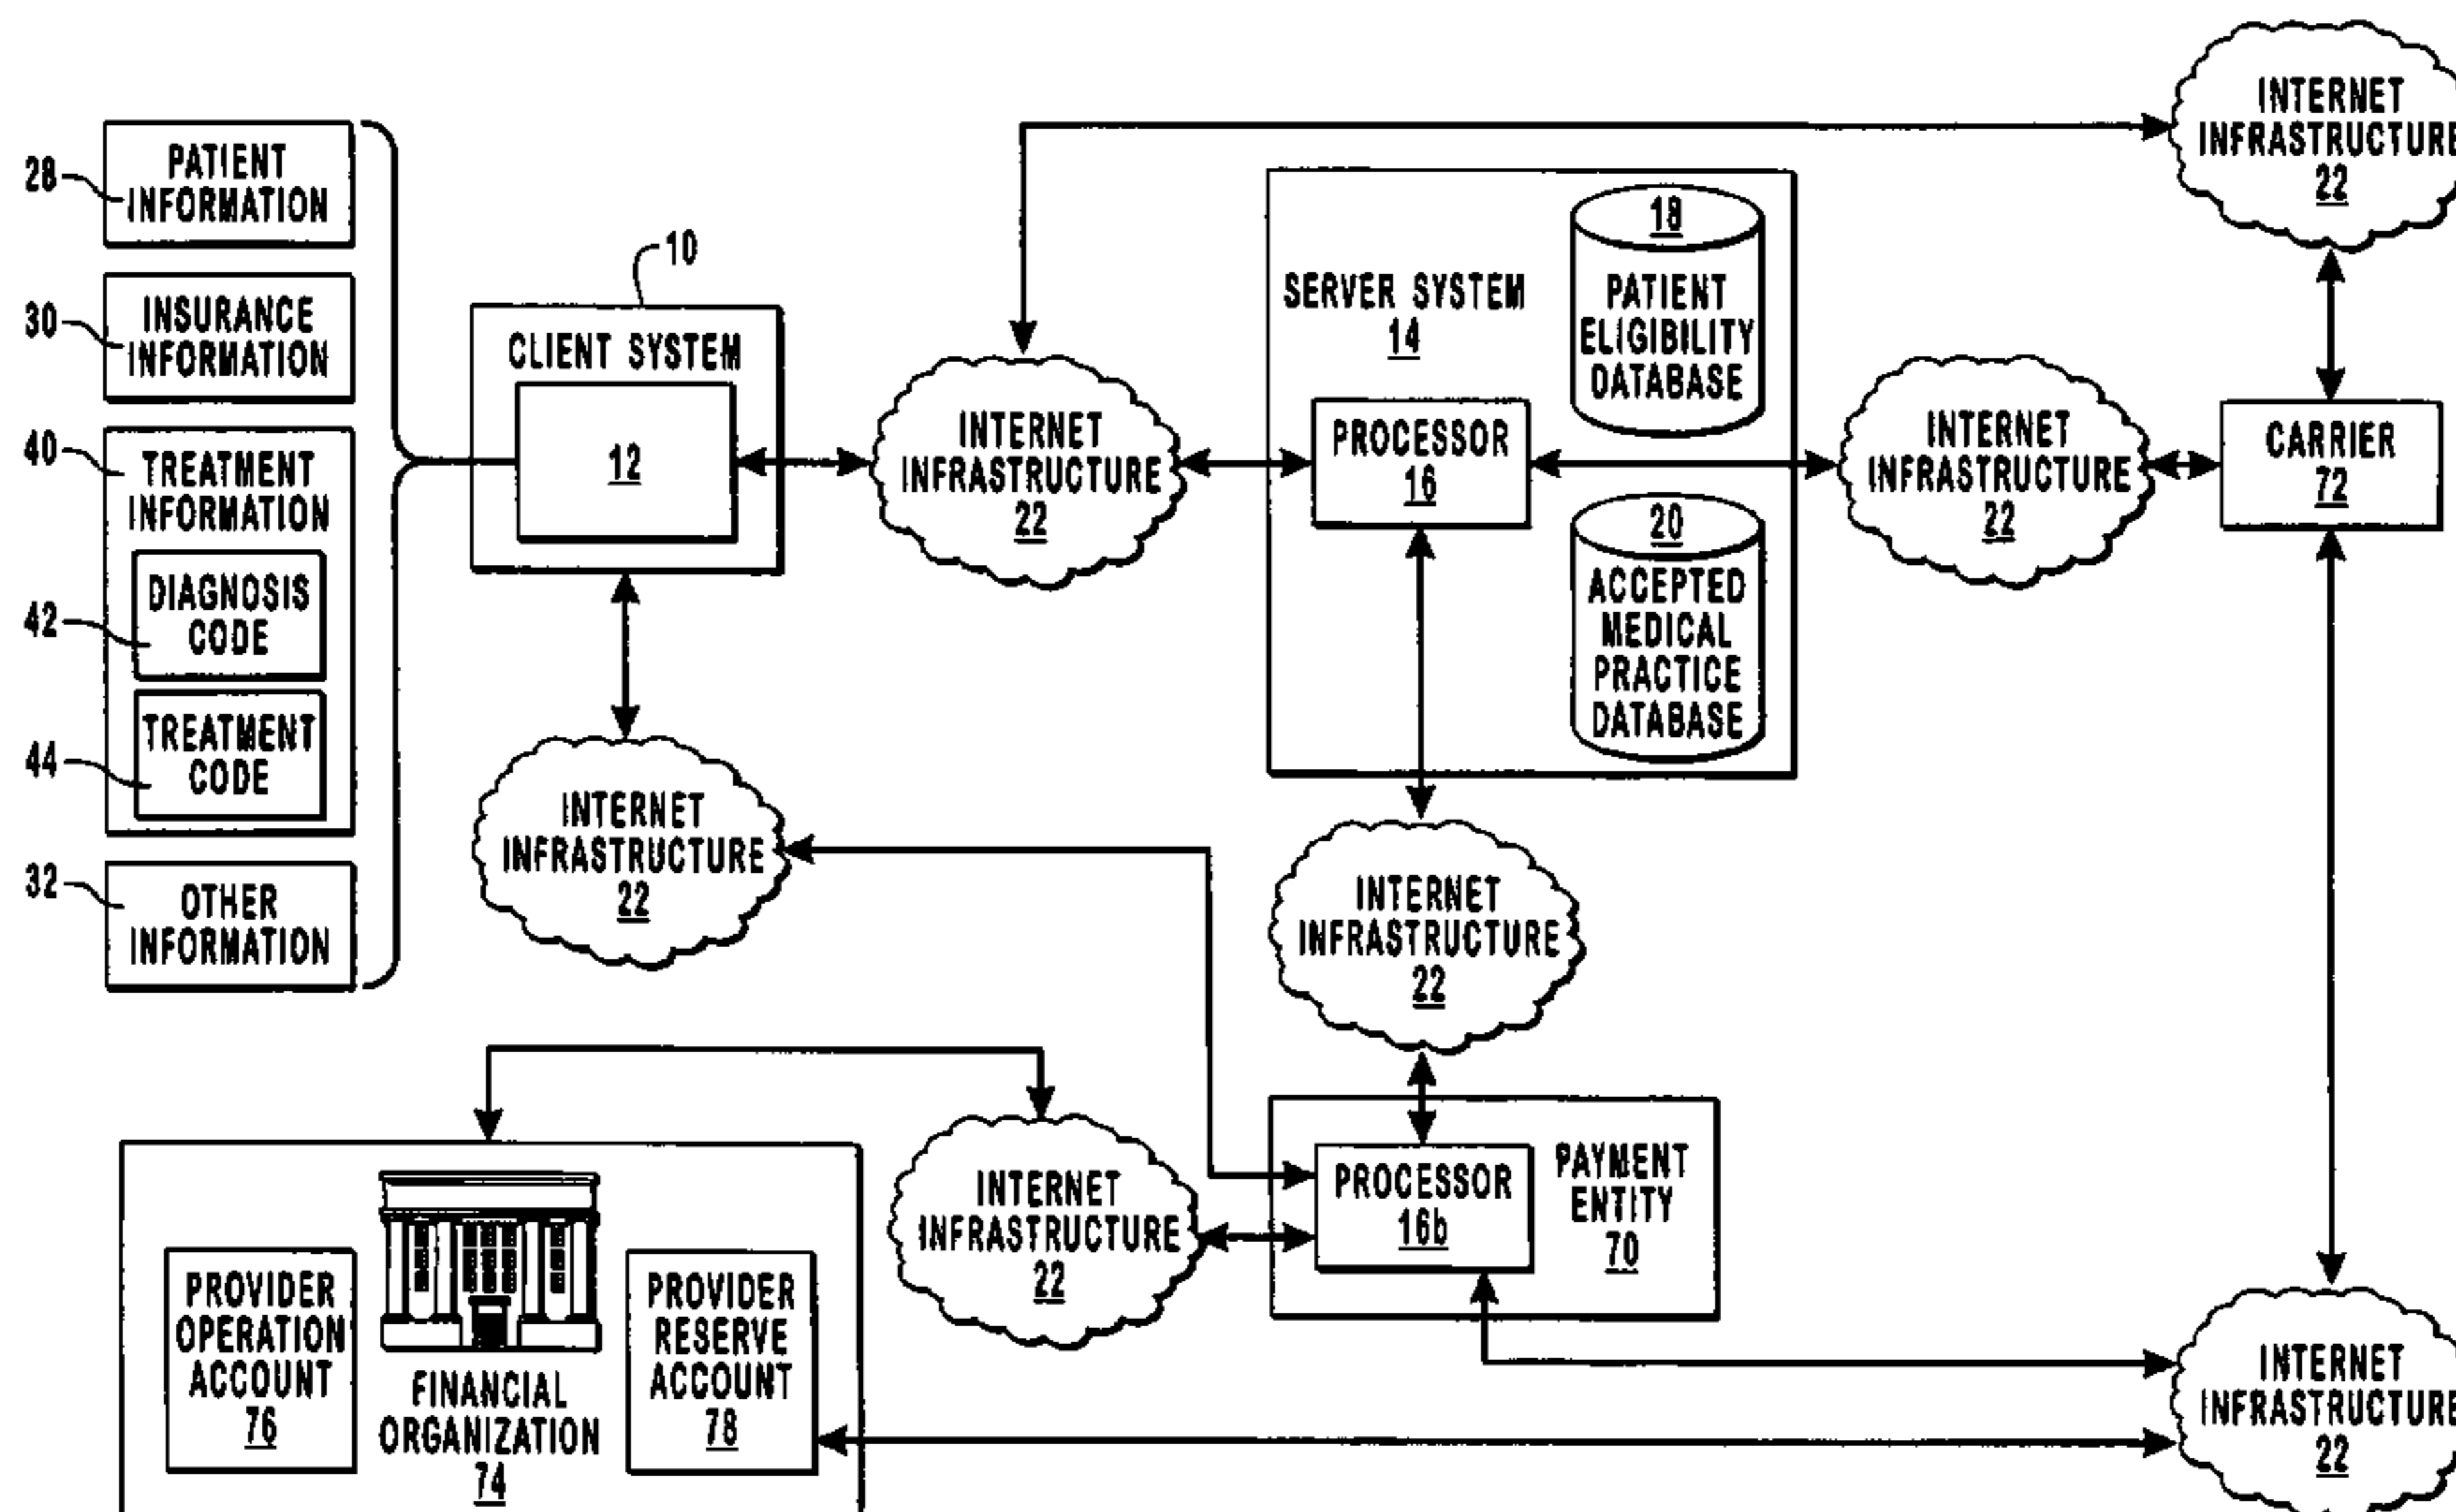 28
PATIENT
INFORMATION
30
INSURANCE
INFORMATION
40
TREATMENT
INFORMATION
42
DIAGNOSIS
CODE
44
TREATMENT
CODE
32
OTHER
INFORMATION
10
CLIENT SYSTEM
12
INTERNET
INFRASTRUCTURE
22
INTERNET
INFRASTRUCTURE
22
SERVER SYSTEM
14
PROCESSOR
16
18
PATIENT
ELIGIBILITY
DATABASE
20
ACCEPTED
MEDICAL
PRACTICE
DATABASE
INTERNET
INFRASTRUCTURE
22
INTERNET
INFRASTRUCTURE
22
CARRIER
72
INTERNET
INFRASTRUCTURE
22
PROVIDER
OPERATION
ACCOUNT
76
FINANCIAL
ORGANIZATION
74
PROVIDER
RESERVE
ACCOUNT
78
INTERNET
INFRASTRUCTURE
22
PROCESSOR
16b
PAYMENT
ENTITY
70
INTERNET
INFRASTRUCTURE
22